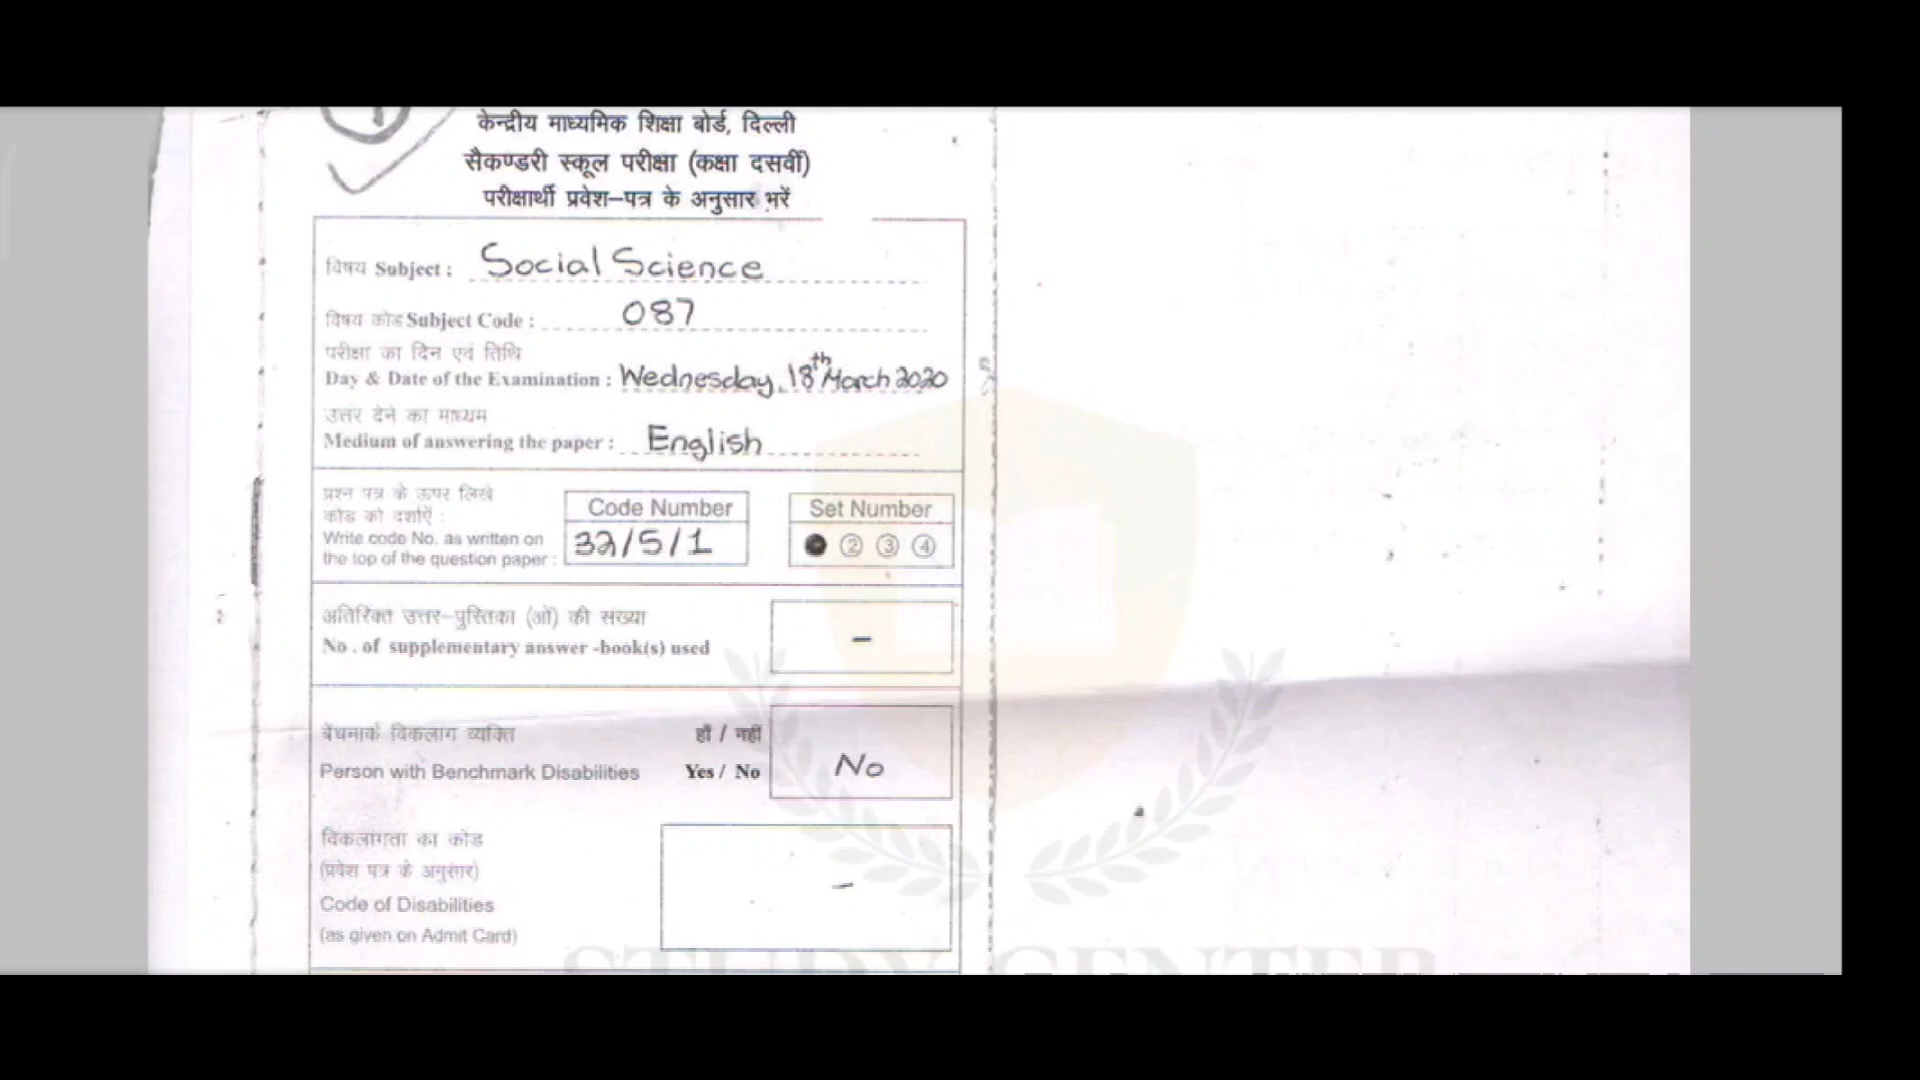 केन्द्रीय माध्यमिक शिक्षा बोर्ड, दिल्ली
सैकण्डरी स्कूल परीक्षा (कक्षा दसवीं)
परीक्षार्थी प्रवेश–पत्र के अनुसार भरें
विषय Subject : Social Science
विषय कोड Subject Code : 087
परीक्षा का दिन एवं तिथि
Day & Date of the Examination : Wednesday, 18th March 2020
उत्तर देने का माध्यम
Medium of answering the paper : English
प्रश्न पत्र के ऊपर लिखे
कोड को दर्शाऐं :
Write code No. as written on
the top of the question paper :
Code Number
32/5/1
Set Number
② ③ ④
अतिरिक्त उत्तर–पुस्तिका (ओं) की संख्या
No . of supplementary answer -book(s) used
–
बेंचमार्क विकलांग व्यक्ति हाँ / नहीं
Person with Benchmark Disabilities Yes / No
No
विकलांगता का कोड
(प्रवेश पत्र के अनुसार)
Code of Disabilities
(as given on Admit Card)
–
STUDY CENTER